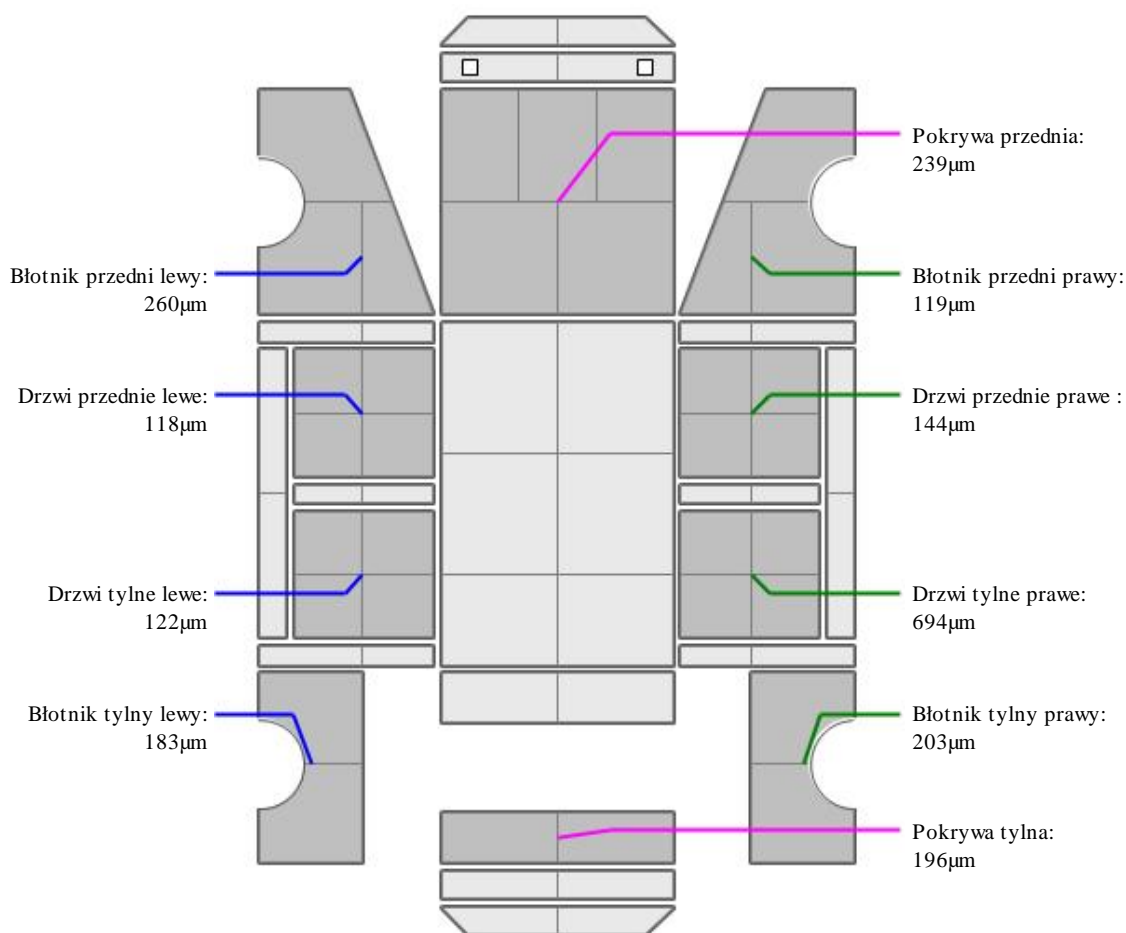 Pokrywa przednia:
239µm
Błotnik przedni lewy:
260µm
Błotnik przedni prawy:
119µm
Drzwi przednie lewe:
118µm
Drzwi przednie prawe :
144µm
Drzwi tylne lewe:
122µm
Drzwi tylne prawe:
694µm
Błotnik tylny lewy:
183µm
Błotnik tylny prawy:
203µm
Pokrywa tylna:
196µm